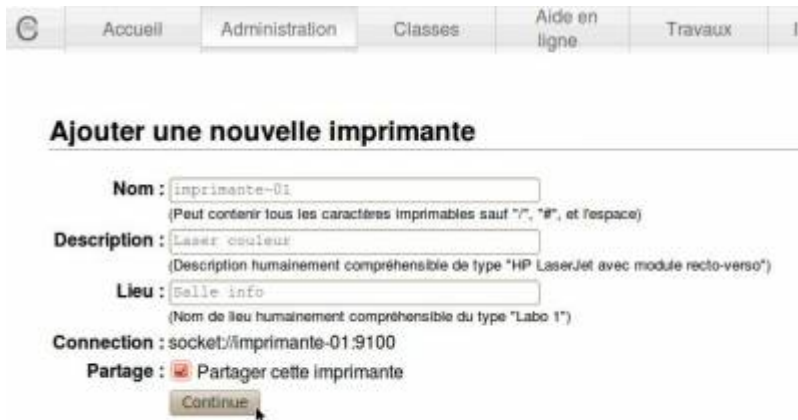 Accueil Administration Classes Aide en ligne Travaux
Ajouter une nouvelle imprimante
Nom : imprimante-01
(Peut contenir tous les caractères imprimables sauf "/", "#", et l'espace)
Description : Laser couleur
(Description humainement compréhensible de type "HP LaserJet avec module recto-verso")
Lieu : Salle info
(Nom de lieu humainement compréhensible du type "Labo 1")
Connection : socket://imprimante-01:9100
Partage : Partager cette imprimante
Continue